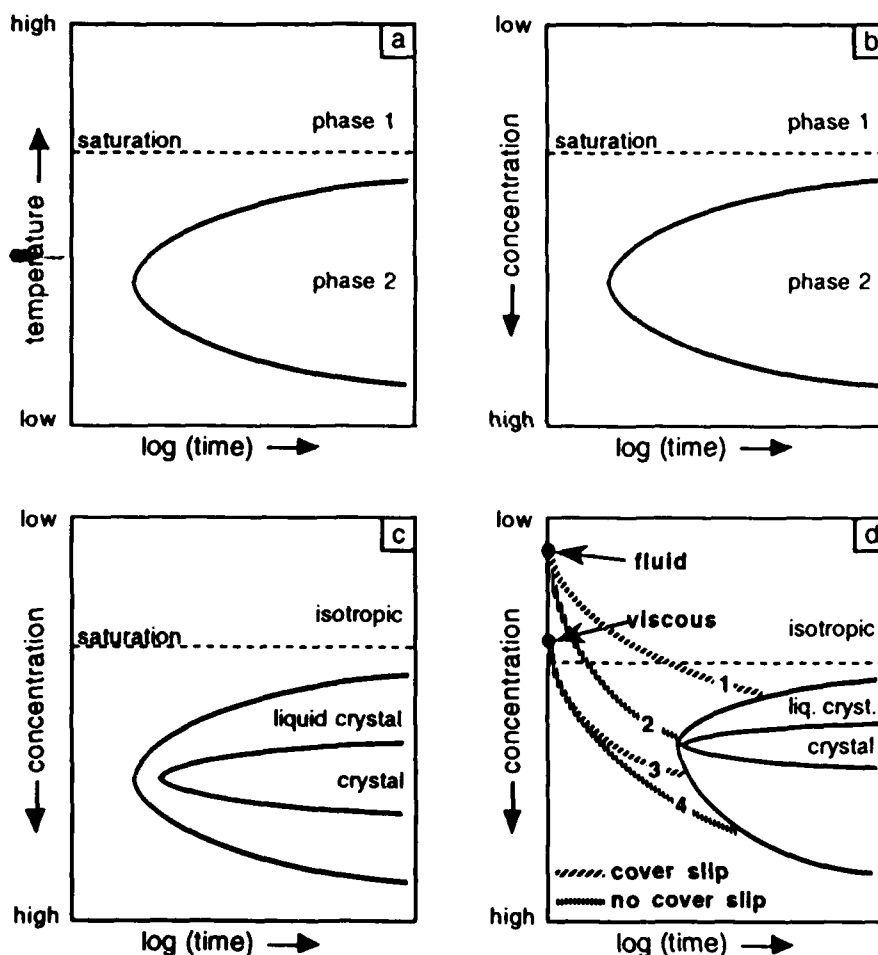 high
a
phase 1
saturation
temperature
phase 2
low
log (time)
low
b
phase 1
saturation
concentration
phase 2
high
log (time)
low
c
isotropic
saturation
liquid crystal
concentration
crystal
high
log (time)
low
d
fluid
viscous
isotropic
1
liq. cryst.
2
crystal
concentration
3
4
cover slip
no cover slip
high
log (time)